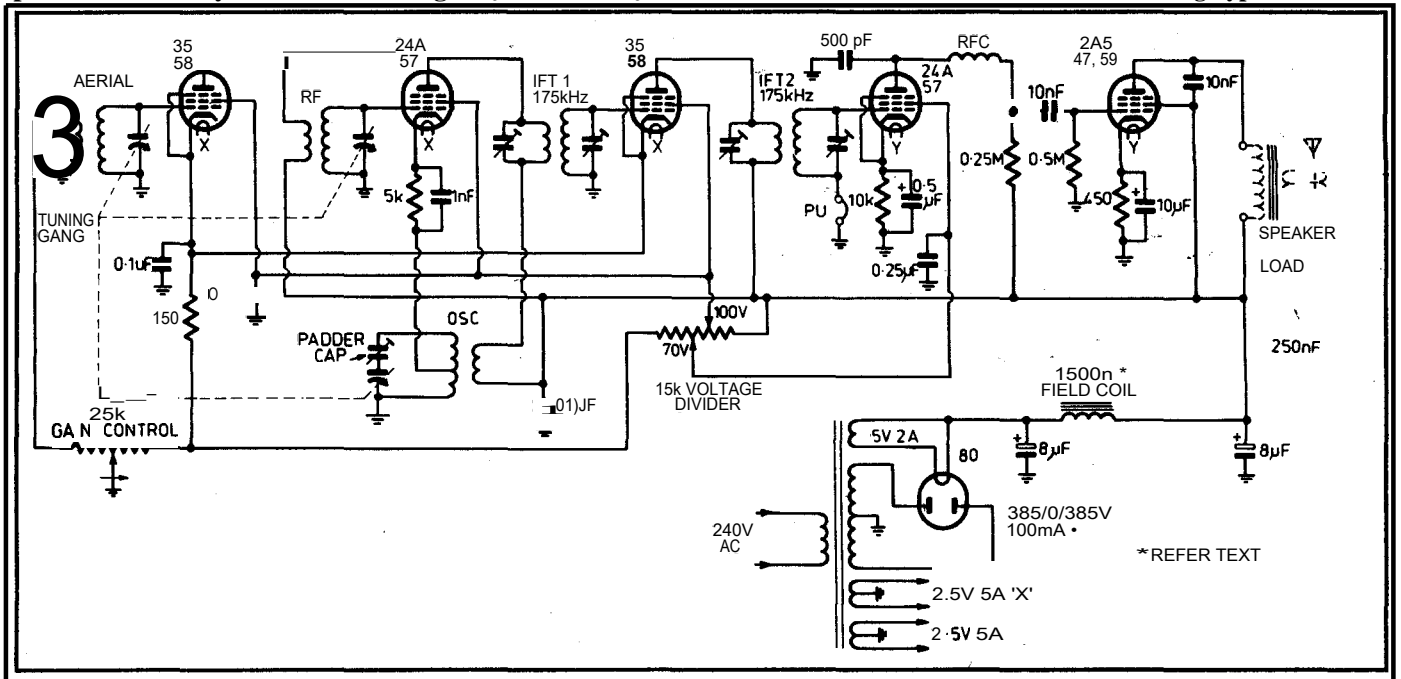 35
58
AERIAL
24A
57
RF
IFT 1
175kHz
35
58
IFT2
175kHz
500 pF
RFC
24A
57
2A5
47, 59
10nF
10nF
X
X
X
Y
Y
5k
1nF
PU
10k
0.5
µF
0.25M
0.5M
450
10µF
TUNING
GANG
0.1uF
0.25µF
SPEAKER
LOAD
150
OSC
PADDER
CAP
100V
70V
15k VOLTAGE
DIVIDER
250nF
1500n *
FIELD COIL
01)JF
25k
GA N CONTROL
5V 2A
80
8µF
8µF
385/0/385V
100mA •
240V
AC
*REFER TEXT
2.5V 5A 'X'
2.5V 5A